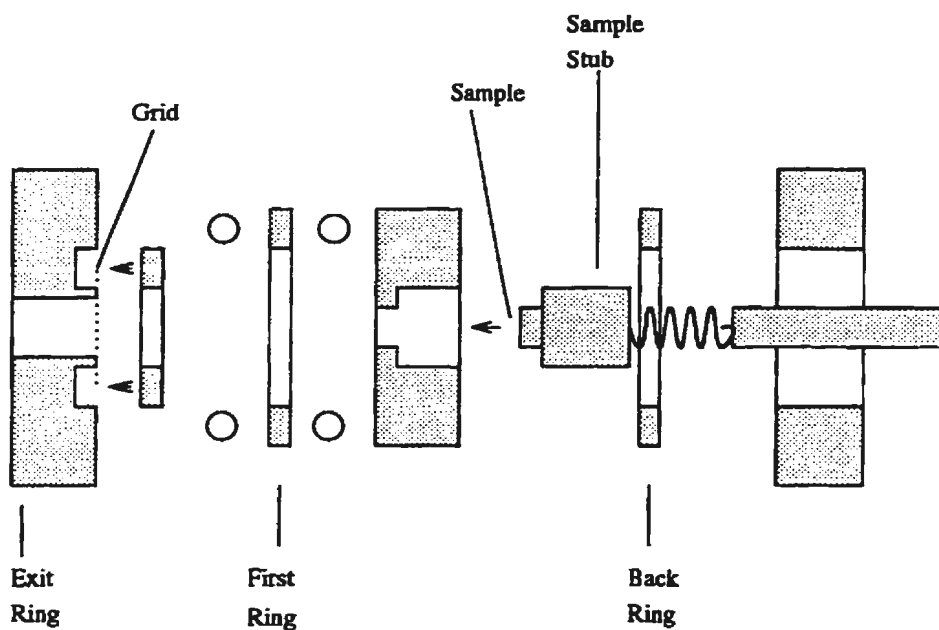 Sample
Stub
Sample
Grid
Exit
Ring
First
Ring
Back
Ring